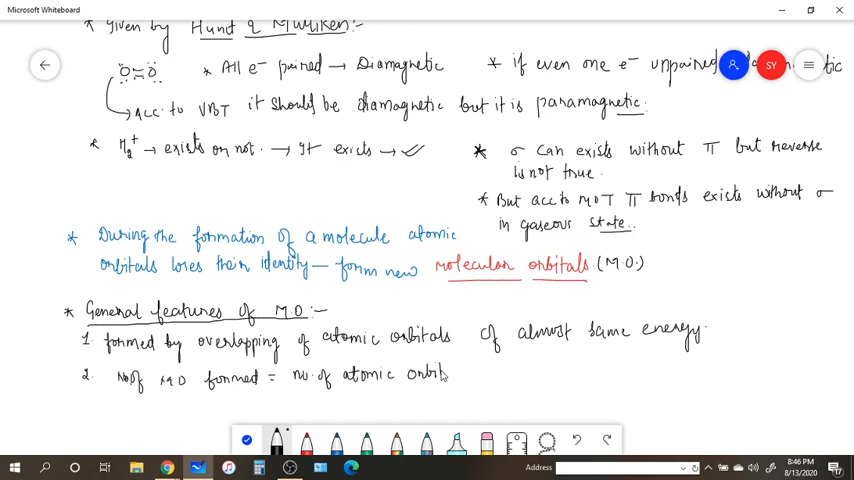 Microsoft Whiteboard
* Given by Hund & Mulliken:-
O=O * All e- paired → Diamagnetic
* if even one e- unpaired
tic
SY
→ Acc. to VBT it should be diamagnetic but it is paramagnetic.
* H2+ → exists or not. → It exists → ✓
* σ can exists without π but reverse
is not true.
* But acc to MOT π bonds exists without σ
in gaseous state.
* During the formation of a molecule atomic
orbitals loses their identity — form new molecular orbitals. (M.O.)
* General features of M.O:-
1. formed by overlapping of atomic orbitals of almost same energy.
2. No of M.O formed = no. of atomic orbit
Address
8:46 PM
8/13/2020